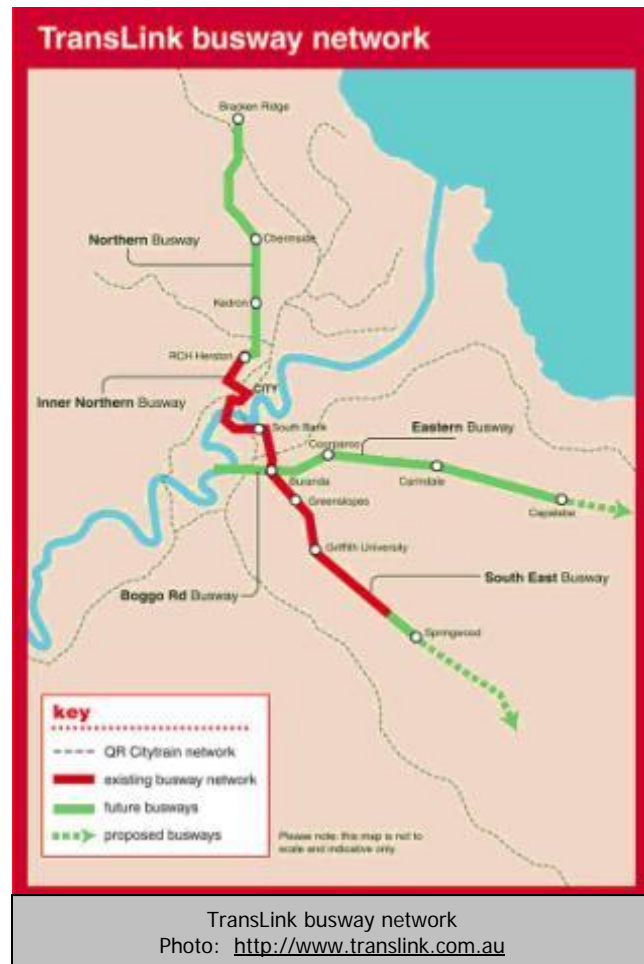 TransLink busway network
Bracken Ridge
Chermside
Northern Busway
Kedron
RCH Herston
CITY
Inner Northern Busway
South Bank
Eastern Busway
Coorparoo
Buranda
Carindale
Greenslopes
Capalaba
Griffith University
South East Busway
Boggo Rd Busway
Springwood
key
QR Citytrain network
existing busway network
future busways
proposed busways
Please note: this map is not to
scale and indicative only
TransLink busway network
Photo: http://www.translink.com.au